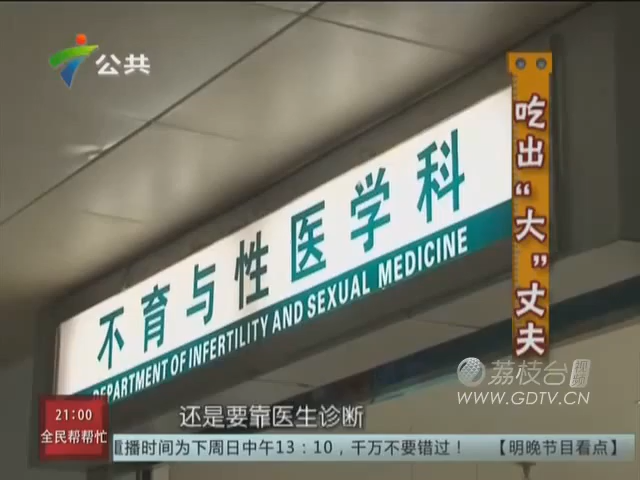 公共
吃出“大”丈夫
不育与性医学科
DEPARTMENT OF INFERTILITY AND SEXUAL MEDICINE
荔枝台 视频
WWW.GDTV.CN
还是要靠医生诊断
21:00
全民帮帮忙
直播时间为下周日中午13：10，千万不要错过！ 【明晚节目看点】